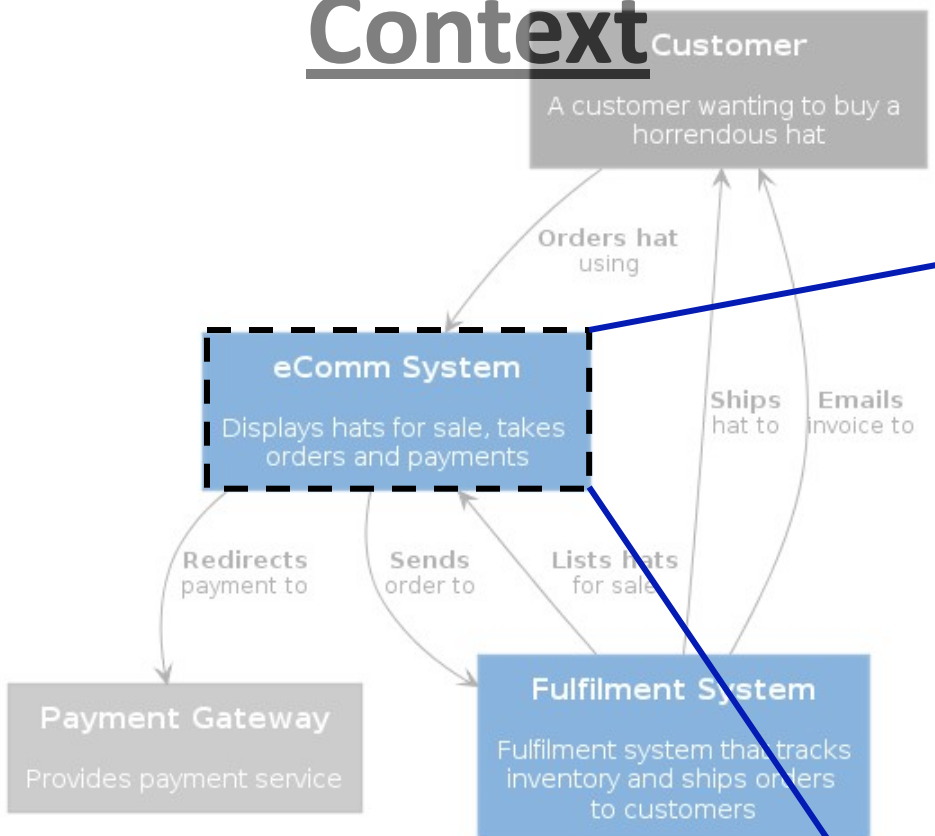 Context
Customer
A customer wanting to buy a
horrendous hat
Orders hat
using
eComm System
Displays hats for sale, takes
orders and payments
Ships
hat to
Emails
invoice to
Redirects
payment to
Sends
order to
Lists hats
for sale
Payment Gateway
Provides payment service
Fulfilment System
Fulfilment system that tracks
inventory and ships orders
to customers